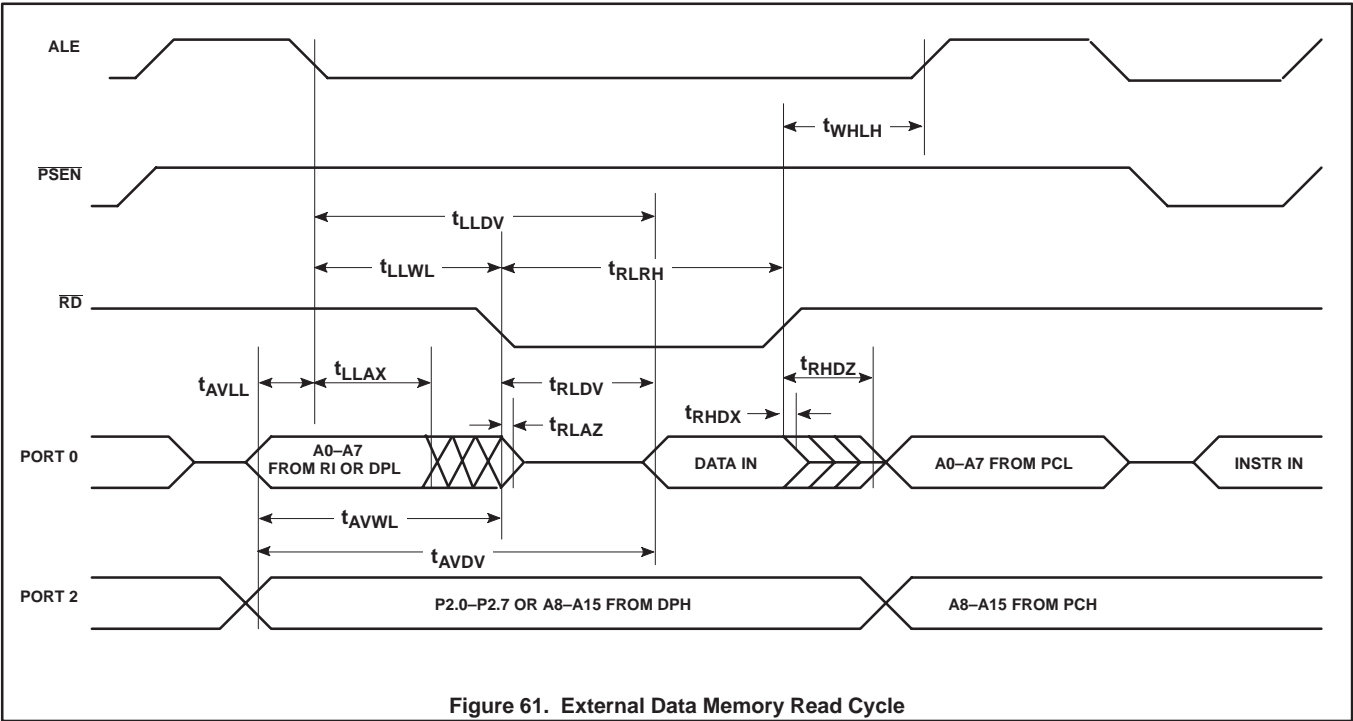 ALE
tWHLH
PSEN
tLLDV
tLLWL
tRLRH
RD
tAVLL
tLLAX
tRLDV
tRLAZ
tRHDZ
tRHDX
PORT 0
A0–A7
FROM RI OR DPL
DATA IN
A0–A7 FROM PCL
INSTR IN
tAVWL
tAVDV
PORT 2
P2.0–P2.7 OR A8–A15 FROM DPH
A8–A15 FROM PCH
Figure 61. External Data Memory Read Cycle